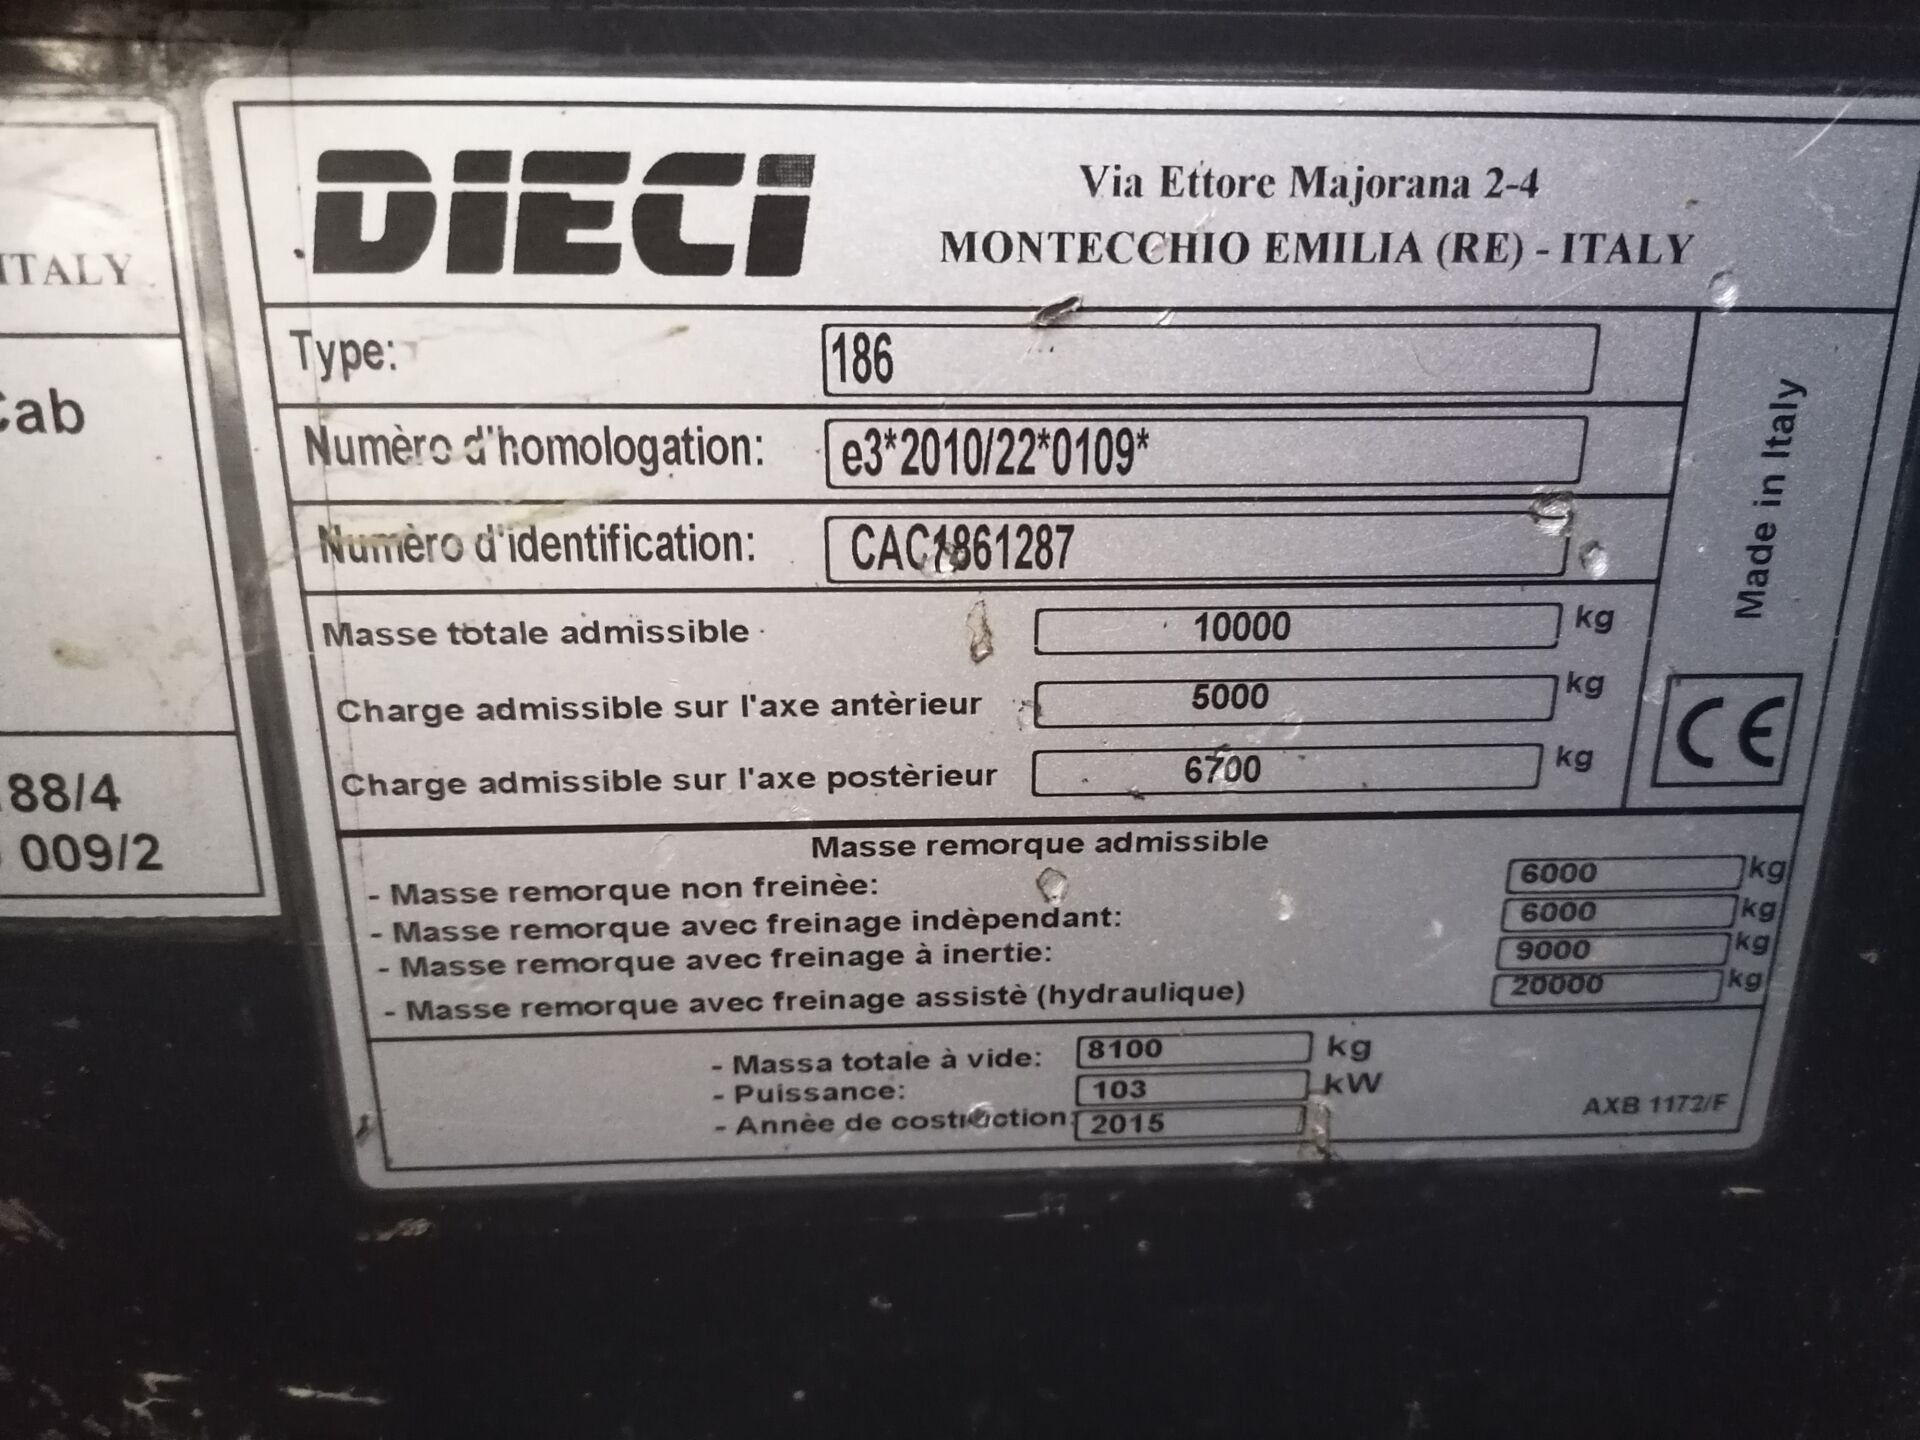 ITALY
Cab
88/4
009/2
DIECI
Via Ettore Majorana 2-4
MONTECCHIO EMILIA (RE) - ITALY
Type: 186
Numèro d'homologation: e3*2010/22*0109*
Numèro d'identification: CAC1861287
Masse totale admissible 10000 kg
Charge admissible sur l'axe antèrieur 5000 kg
Charge admissible sur l'axe postèrieur 6700 kg
Made in Italy
CE
Masse remorque admissible
- Masse remorque non freinèe: 6000 kg
- Masse remorque avec freinage indèpendant: 6000 kg
- Masse remorque avec freinage à inertie: 9000 kg
- Masse remorque avec freinage assistè (hydraulique) 20000 kg
- Massa totale à vide: 8100 kg
- Puissance: 103 kW
- Annèe de costruction: 2015
AXB 1172/F